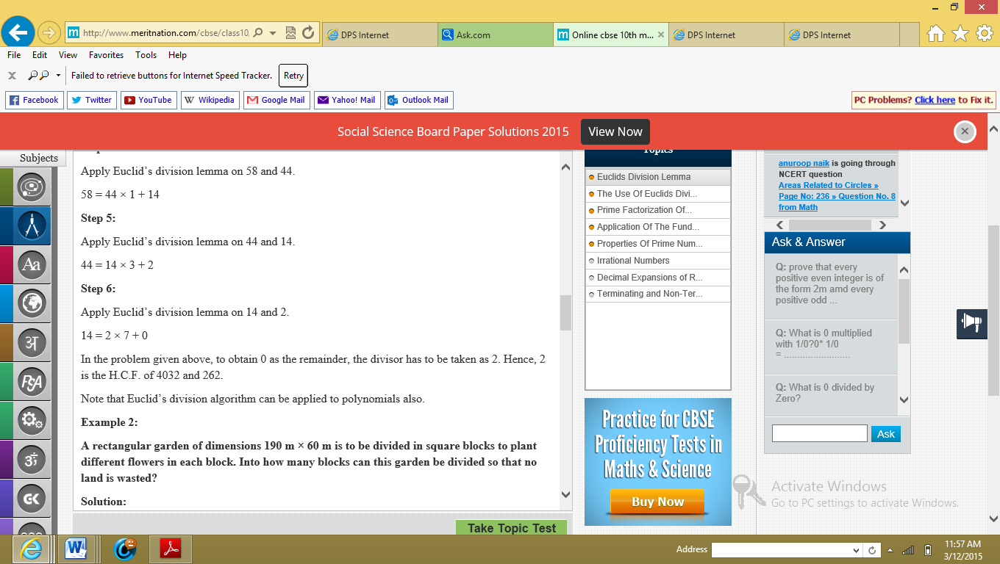 http://www.meritnation.com/cbse/class10,
DPS Internet
Ask.com
Online cbse 10th m...
DPS Internet
DPS Internet
File Edit View Favorites Tools Help
Failed to retrieve buttons for Internet Speed Tracker. Retry
Facebook Twitter YouTube Wikipedia Google Mail Yahoo! Mail Outlook Mail
PC Problems? Click here to Fix it.
Social Science Board Paper Solutions 2015 View Now
Subjects
Aa
अ
PSA
ॐ
GK
Apply Euclid’s division lemma on 58 and 44.
58 = 44 × 1 + 14
Step 5:
Apply Euclid’s division lemma on 44 and 14.
44 = 14 × 3 + 2
Step 6:
Apply Euclid’s division lemma on 14 and 2.
14 = 2 × 7 + 0
In the problem given above, to obtain 0 as the remainder, the divisor has to be taken as 2. Hence, 2
is the H.C.F. of 4032 and 262.
Note that Euclid’s division algorithm can be applied to polynomials also.
Example 2:
A rectangular garden of dimensions 190 m × 60 m is to be divided in square blocks to plant
different flowers in each block. Into how many blocks can this garden be divided so that no
land is wasted?
Solution:
Take Topic Test
Topics
Euclids Division Lemma
The Use Of Euclids Divi...
Prime Factorization Of...
Application Of The Fund...
Properties Of Prime Num...
Irrational Numbers
Decimal Expansions of R...
Terminating and Non-Ter...
Practice for CBSE
Proficiency Tests in
Maths & Science
Buy Now
anuroop naik is going through
NCERT question
Areas Related to Circles »
Page No: 236 » Question No. 8
from Math
Ask & Answer
Q: prove that every
positive even integer is of
the form 2m amd every
positive odd ...
Q: What is 0 multiplied
with 1/0?0* 1/0
= .........................
Q: What is 0 divided by
Zero?
Ask
Activate Windows
Go to PC settings to activate Windows.
Address
11:57 AM
3/12/2015